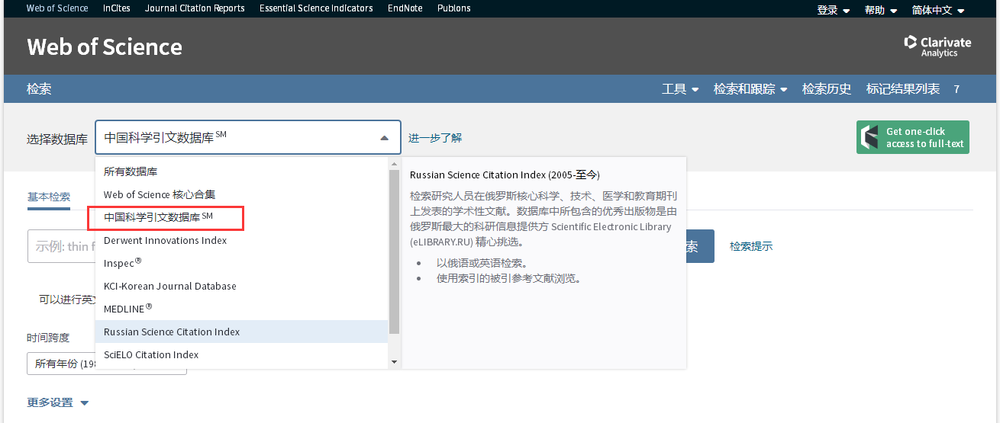 Web of Science InCites Journal Citation Reports Essential Science Indicators EndNote Publons 登录 帮助 简体中文
Web of Science
Clarivate
Analytics
检索 工具 检索和跟踪 检索历史 标记结果列表 7
选择数据库 中国科学引文数据库 SM 进一步了解
Get one-click
access to full-text
所有数据库
Web of Science 核心合集
中国科学引文数据库 SM
Derwent Innovations Index
Inspec®
KCI-Korean Journal Database
MEDLINE®
Russian Science Citation Index
SciELO Citation Index
Russian Science Citation Index (2005-至今)
检索研究人员在俄罗斯核心科学、技术、医学和教育期刊
上发表的学术性文献。数据库中所包含的优秀出版物是由
俄罗斯最大的科研信息提供方 Scientific Electronic Library
(eLIBRARY.RU) 精心挑选。
• 以俄语或英语检索。
• 使用索引的被引参考文献浏览。
基本检索
示例: thin f
索 检索提示
可以进行英文
时间跨度
所有年份 (198
更多设置